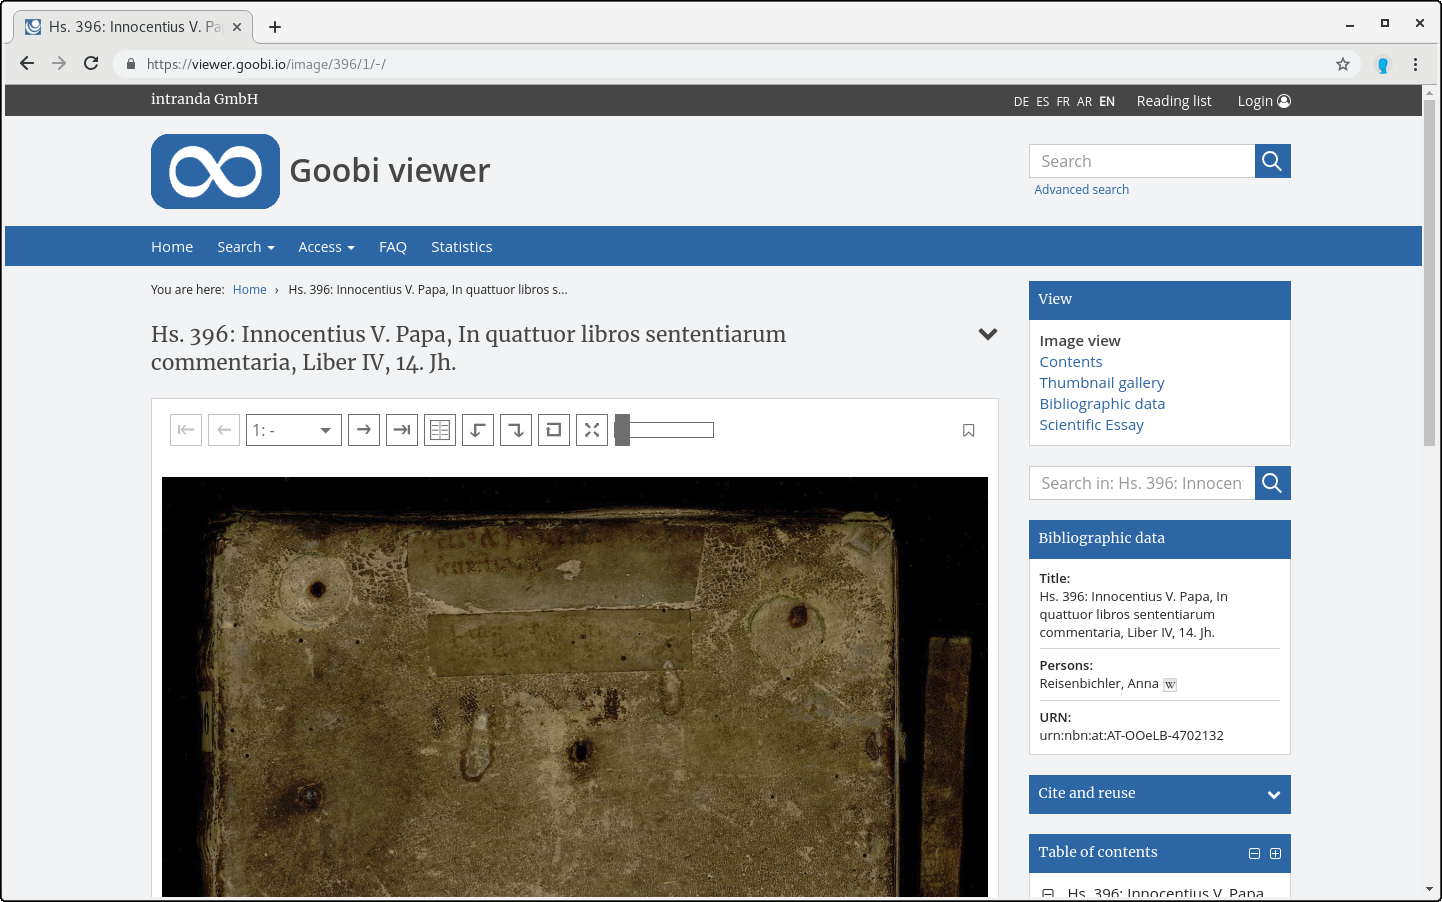 Hs. 396: Innocentius V. Pa
https://viewer.goobi.io/image/396/1/-/
intranda GmbH
DE ES FR AR EN Reading list Login
Goobi viewer
Search
Advanced search
Home Search Access FAQ Statistics
You are here: Home › Hs. 396: Innocentius V. Papa, In quattuor libros s...
Hs. 396: Innocentius V. Papa, In quattuor libros sententiarum
commentaria, Liber IV, 14. Jh.
1: -
View
Image view
Contents
Thumbnail gallery
Bibliographic data
Scientific Essay
Search in: Hs. 396: Innocen
Bibliographic data
Title:
Hs. 396: Innocentius V. Papa, In
quattuor libros sententiarum
commentaria, Liber IV, 14. Jh.
Persons:
Reisenbichler, Anna W
URN:
urn:nbn:at:AT-OOeLB-4702132
Cite and reuse
Table of contents
Hs. 396: Innocentius V. Papa,